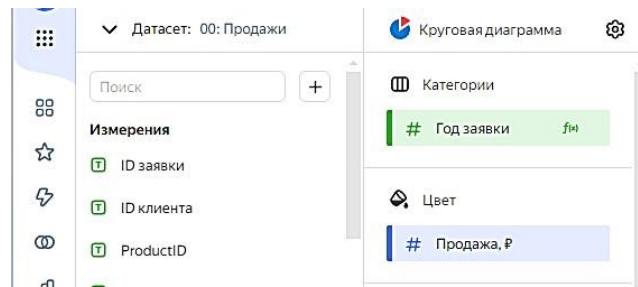 Датасет: 00: Продажи
Поиск
+
Измерения
T ID заявки
T ID клиента
T ProductID
Круговая диаграмма
Категории
# Год заявки f(x)
Цвет
# Продажа, ₽